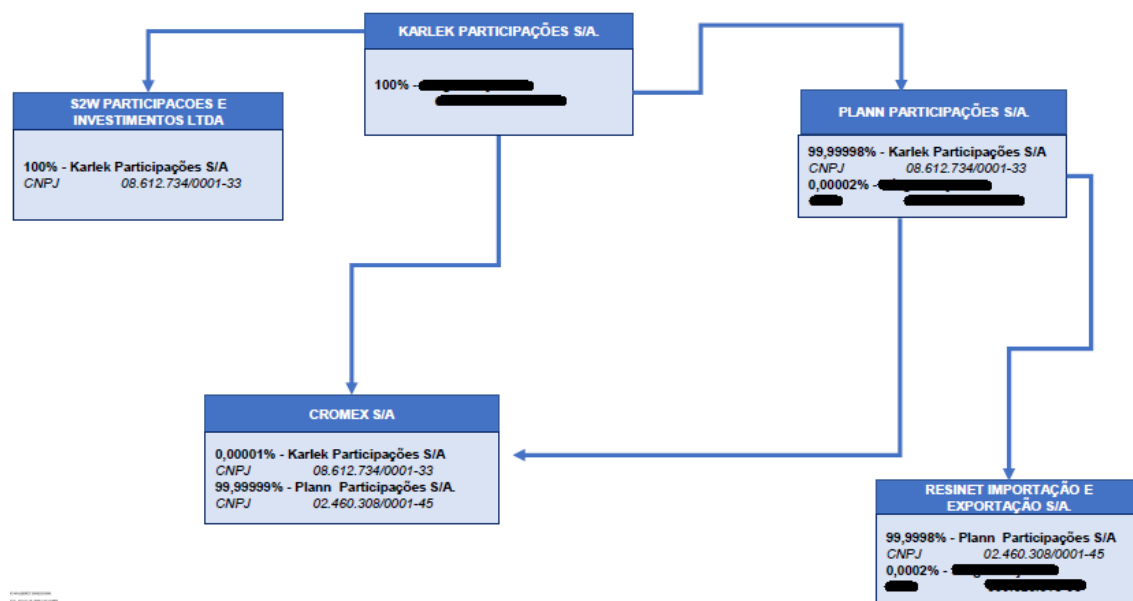 KARLEK PARTICIPAÇÕES S/A.
100% -
S2W PARTICIPACOES E
INVESTIMENTOS LTDA
100% - Karlek Participações S/A
CNPJ 08.612.734/0001-33
PLANN PARTICIPAÇÕES S/A.
99,99998% - Karlek Participações S/A
CNPJ 08.612.734/0001-33
0,00002% -
CROMEX S/A
0,00001% - Karlek Participações S/A
CNPJ 08.612.734/0001-33
99,99999% - Plann Participações S/A.
CNPJ 02.460.308/0001-45
RESINET IMPORTAÇÃO E
EXPORTAÇÃO S/A.
99,9998% - Plann Participações S/A
CNPJ 02.460.308/0001-45
0,0002% -